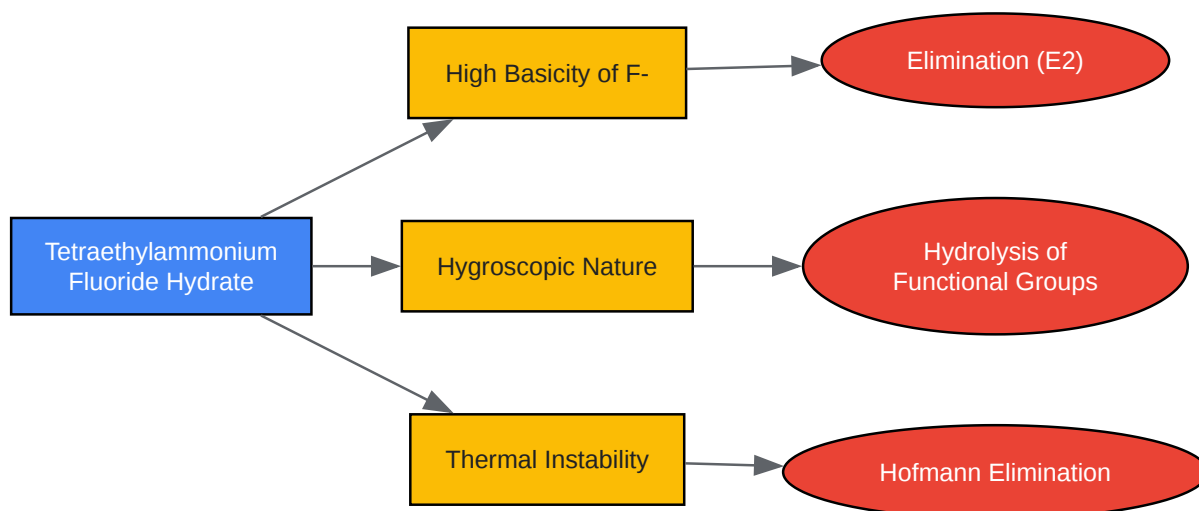 Tetraethylammonium
Fluoride Hydrate
High Basicity of F-
Elimination (E2)
Hygroscopic Nature
Hydrolysis of
Functional Groups
Thermal Instability
Hofmann Elimination